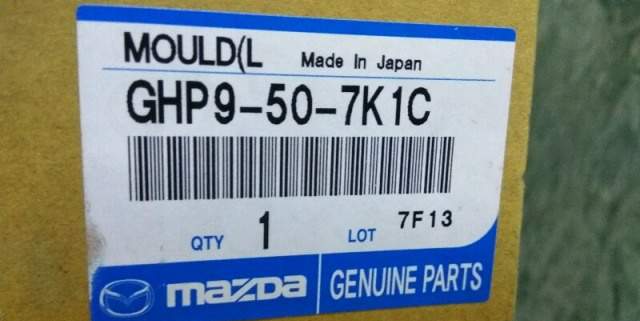 MOULD(L Made In Japan
GHP9-50-7K1C
QTY 1 LOT 7F13
mazda GENUINE PARTS